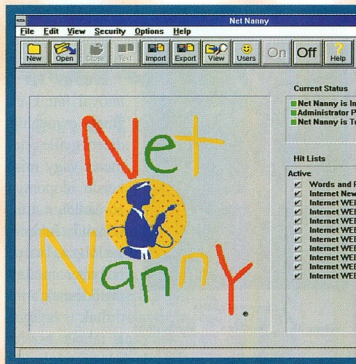 Net Nanny
File Edit View Security Options Help
New Open Close Test Import Export View Users On Off Help
Net
Nanny
Current Status
Net Nanny is
Administrator
Net Nanny is
Hit Lists
Active
Words and
Internet
Internet
Internet
Internet
Internet
Internet
Internet
Internet
Internet
Internet